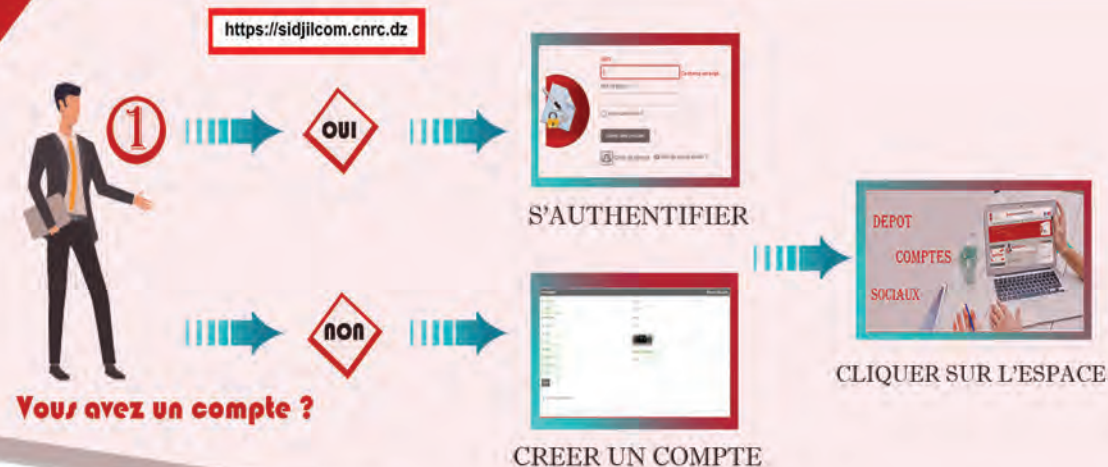 https://sidjilcom.cnrc.dz
1
OUI
S'AUTHENTIFIER
NON
Vous avez un compte ?
CREER UN COMPTE
DEPOT
COMPTES
SOCIAUX
CLIQUER SUR L'ESPACE